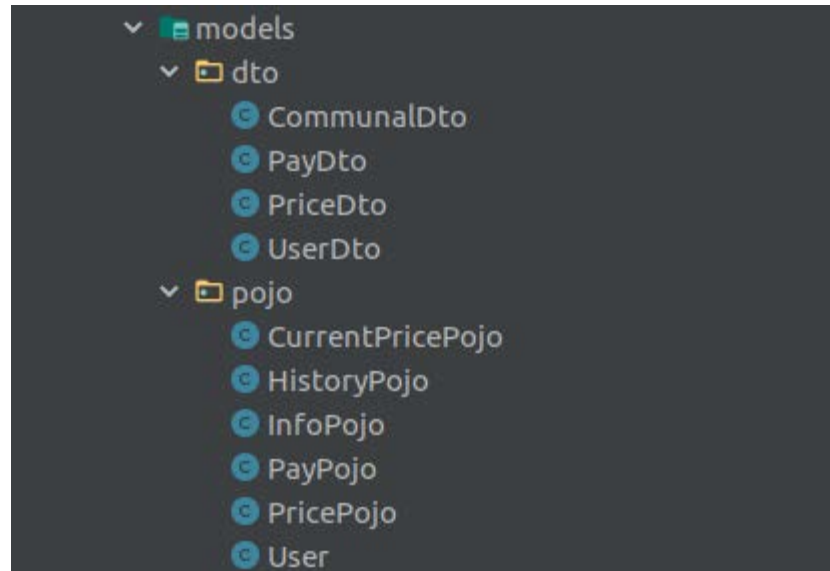 models
dto
CommunalDto
PayDto
PriceDto
UserDto
pojo
CurrentPricePojo
HistoryPojo
InfoPojo
PayPojo
PricePojo
User